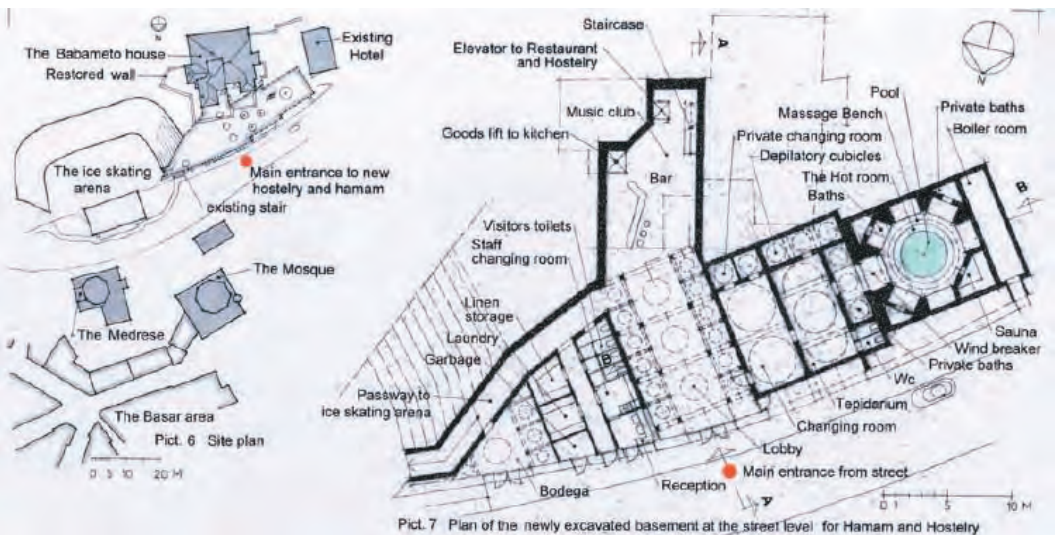 N
The Babameto house
Restored wall
Existing
Hotel
The ice skating
arena
Main entrance to new
hostelry and hamam
existing stair
The Mosque
The Medrese
The Basar area
Pict. 6 Site plan
0 5 10 20 M
Staircase
A
Elevator to Restaurant
and Hostelry
Music club
Goods lift to kitchen
Bar
N
Pool
Massage Bench
Private baths
Private changing room
Boiler room
Depilatory cubicles
The Hot room
Baths
B
Visitors toilets
Staff
changing room
Linen
storage
Laundry
Garbage
B
Passway to
ice skating arena
Sauna
Wind breaker
Private baths
Wc
Tepidarium
Changing room
Lobby
Main entrance from street
Reception
Bodega
A
0 1 5 10 M
Pict. 7 Plan of the newly excavated basement at the street level for Hamam and Hostelry